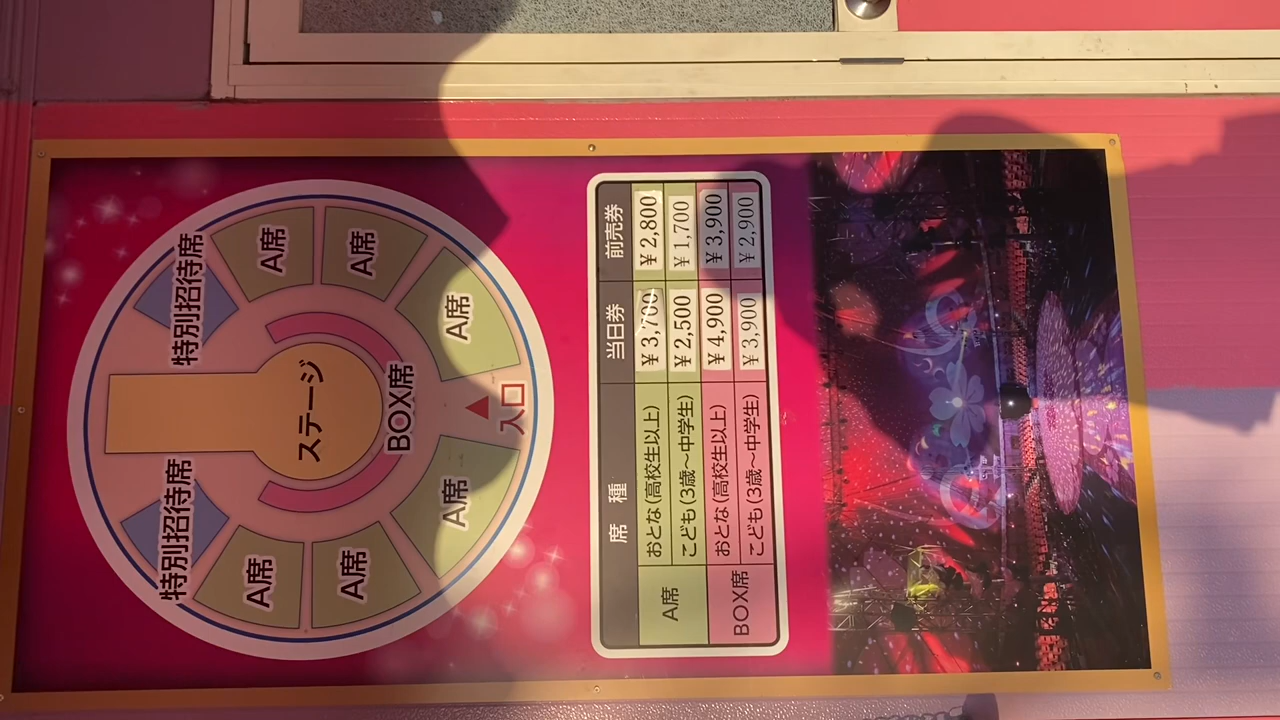 特別招待席
特別招待席
A席
A席
ステージ
A席
A席
BOX席
A席
A席
入口
席 種
当日券
前売券
A席
おとな(高校生以上)
¥3,700
¥2,800
こども(3歳～中学生)
¥2,500
¥1,700
BOX席
おとな(高校生以上)
¥4,900
¥3,900
こども(3歳～中学生)
¥3,900
¥2,900